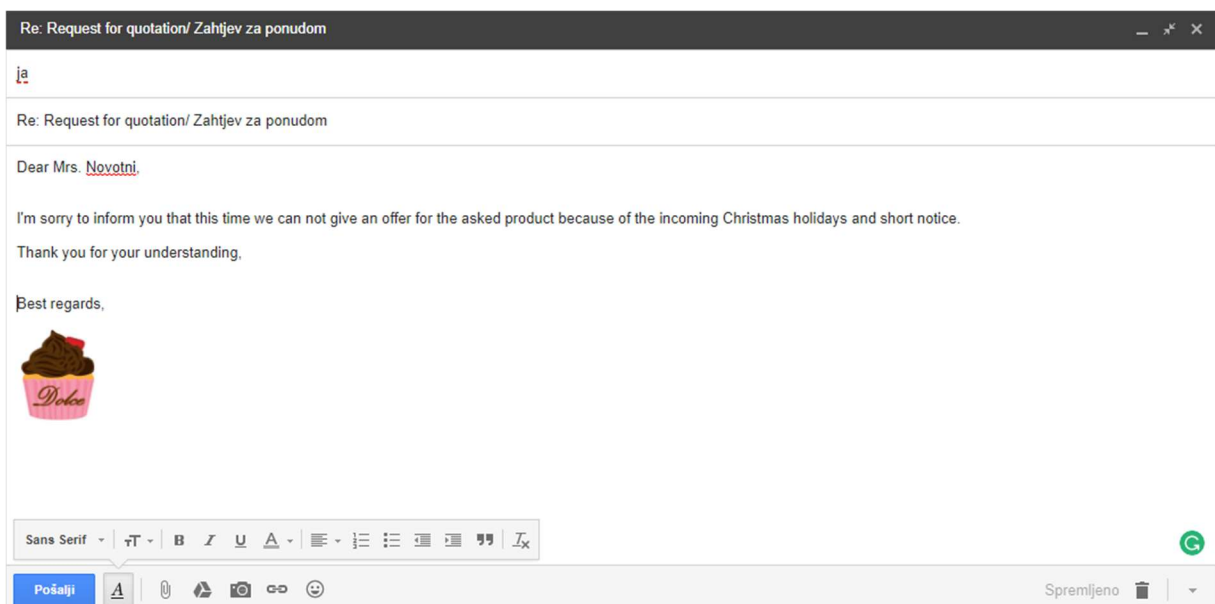 Re: Request for quotation/ Zahtjev za ponudom
ja
Re: Request for quotation/ Zahtjev za ponudom
Dear Mrs. Novotni,
I'm sorry to inform you that this time we can not give an offer for the asked product because of the incoming Christmas holidays and short notice.
Thank you for your understanding,
Best regards,
Dolce
Sans Serif
Pošalji
Spremljeno